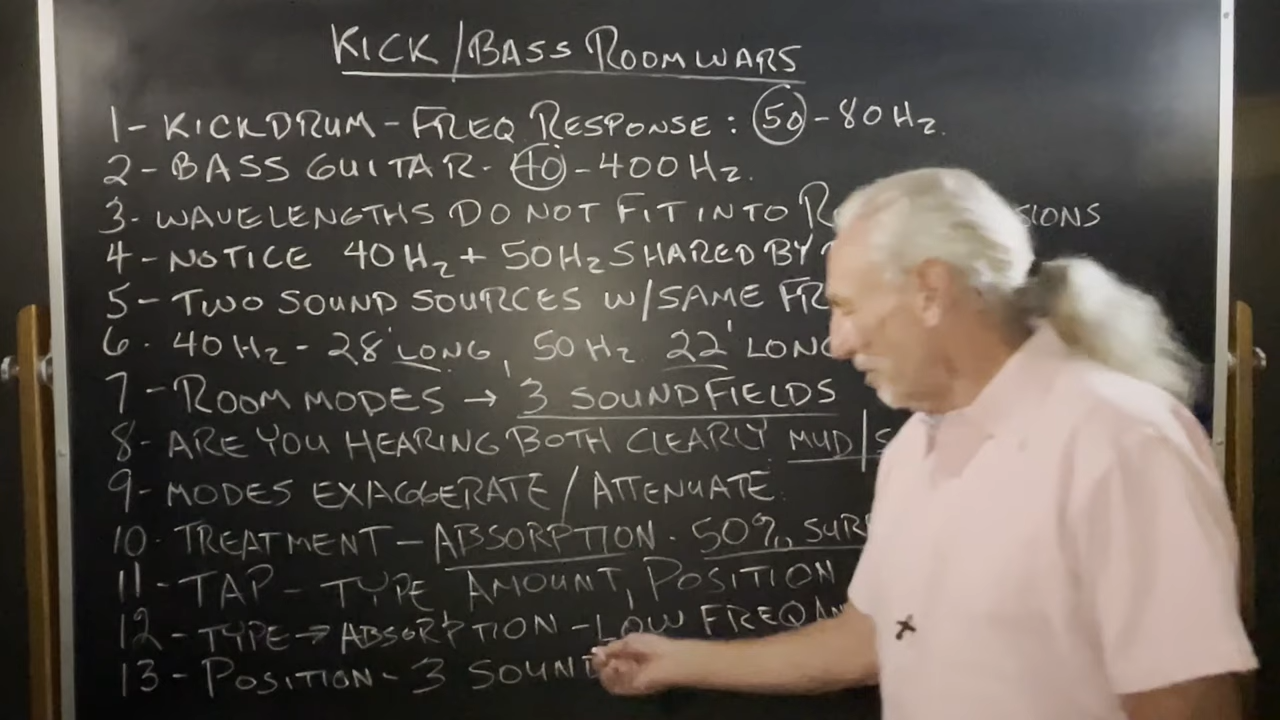 KICK/BASS ROOM WARS
1- KICKDRUM - FREQ RESPONSE: 50 - 80 Hz.
2- BASS GUITAR - 40 - 400 Hz.
3- WAVELENGTHS DO NOT FIT INTO
4- NOTICE 40 Hz + 50 Hz SHARED BY
5- TWO SOUND SOURCES W/SAME
6. 40 Hz - 28' LONG, 50 Hz 22' LONG
7- ROOM MODES → 3 SOUND FIELDS
8- ARE YOU HEARING BOTH CLEARLY MUD/
9- MODES EXAGGERATE/ATTENUATE.
10. TREATMENT - ABSORPTION. 50%
11- TAP - TYPE AMOUNT, POSITION
12- TYPE → ABSORPTION - LOW FREQ
13- POSITION - 3 SOUND